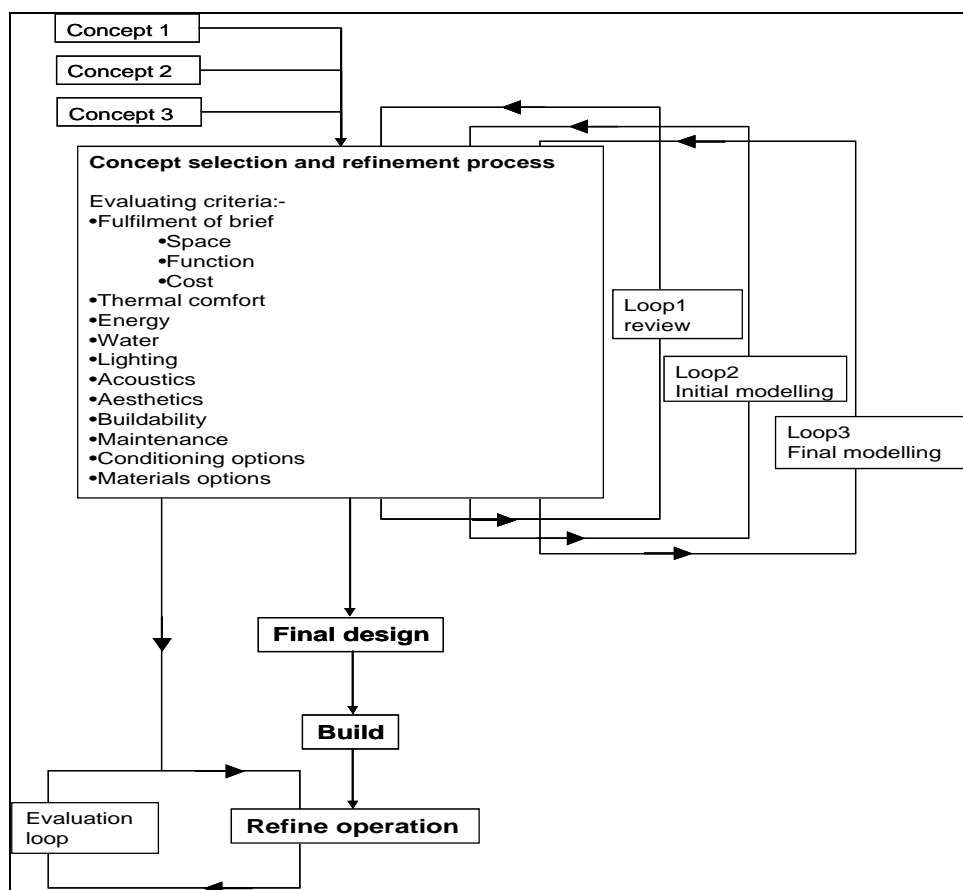 Concept 1
Concept 2
Concept 3
Concept selection and refinement process
Evaluating criteria:-
•Fulfilment of brief
•Space
•Function
•Cost
•Thermal comfort
•Energy
•Water
•Lighting
•Acoustics
•Aesthetics
•Buildability
•Maintenance
•Conditioning options
•Materials options
Loop1
review
Loop2
Initial modelling
Loop3
Final modelling
Final design
Build
Evaluation
loop
Refine operation